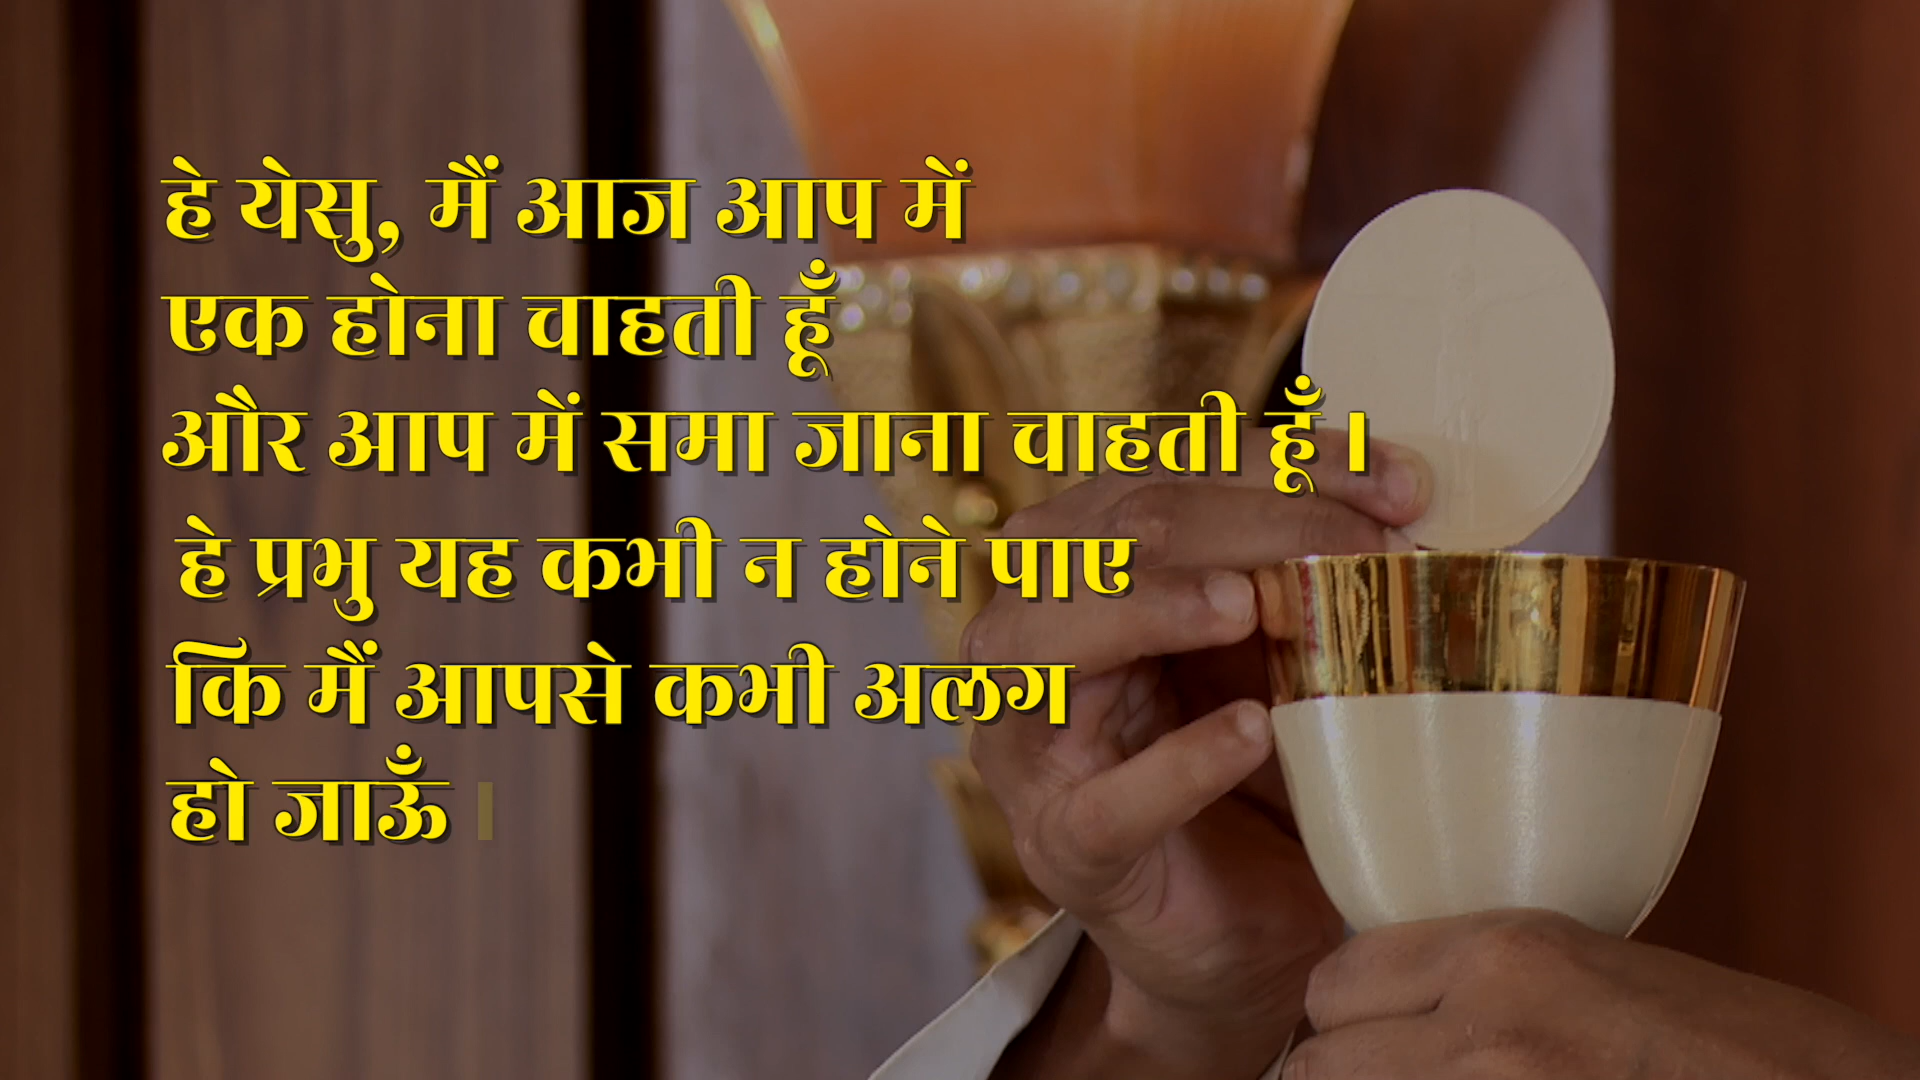 हे येसु, मैं आज आप में
एक होना चाहती हूँ
और आप में समा जाना चाहती हूँ।
हे प्रभु यह कभी न होने पाए
कि मैं आपसे कभी अलग
हो जाऊँ ।